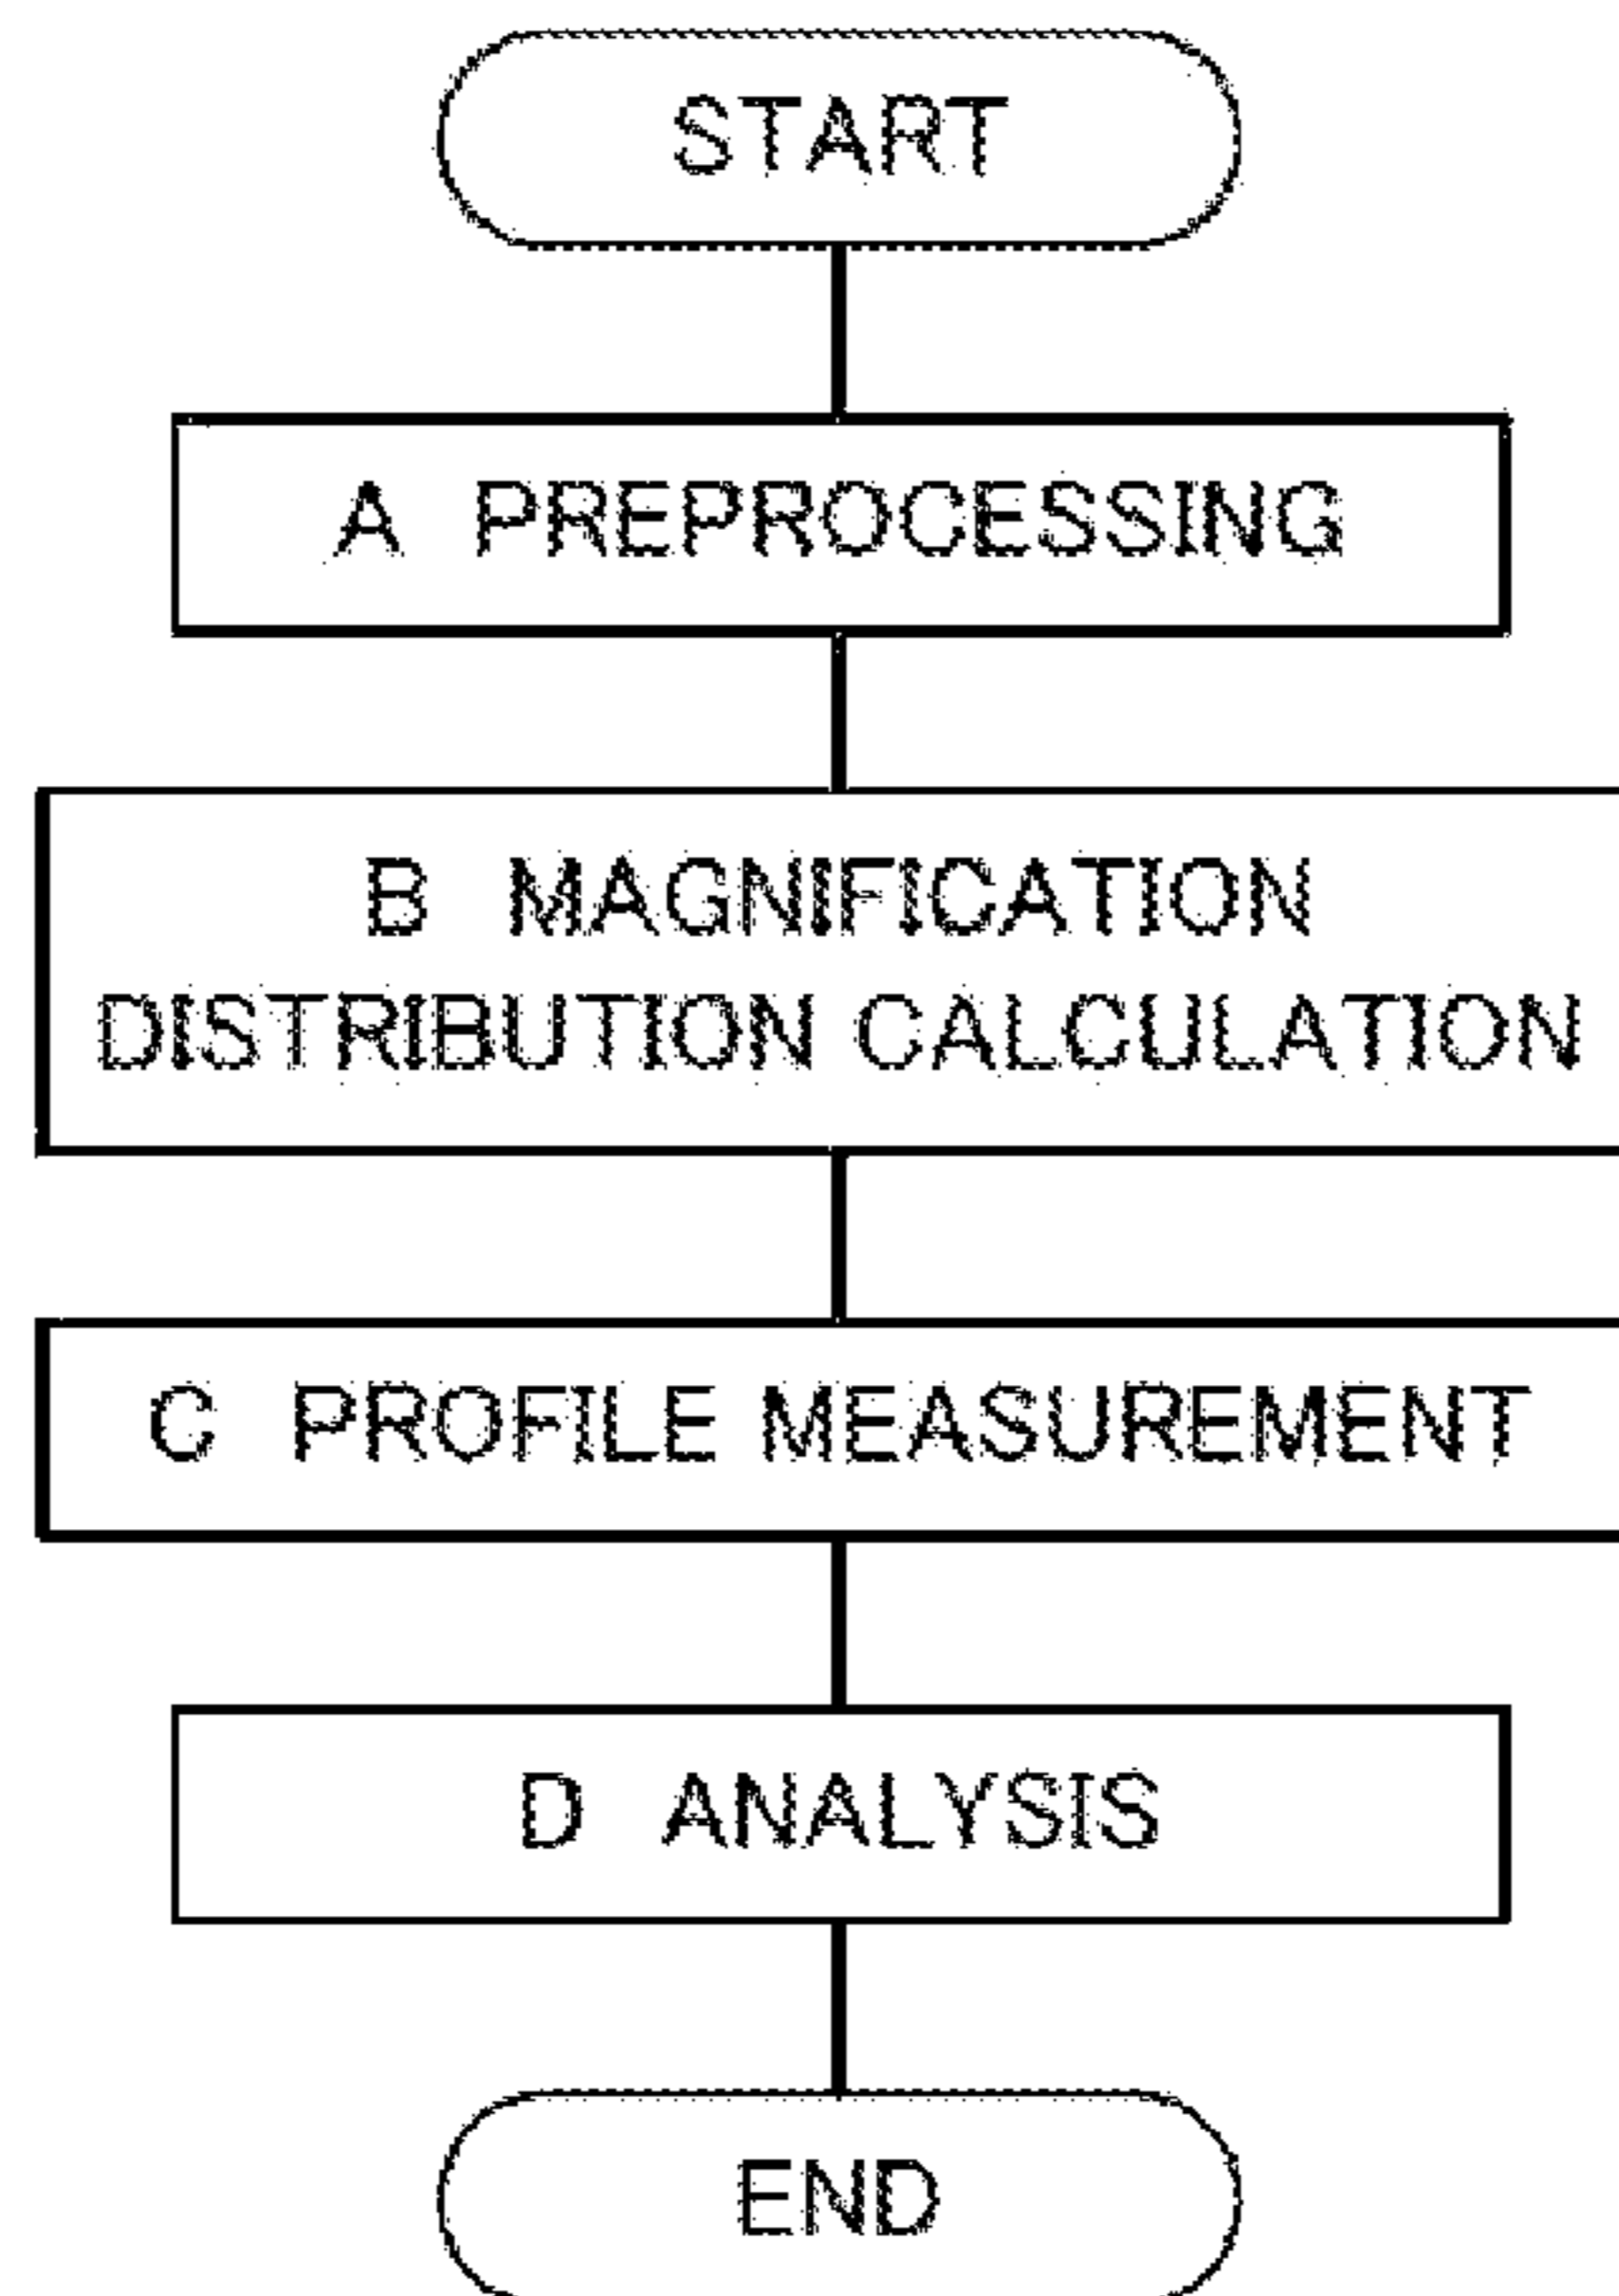 START
A PREPROCESSING
B MAGNIFICATION
DISTRIBUTION CALCULATION
C PROFILE MEASUREMENT
D ANALYSIS
END